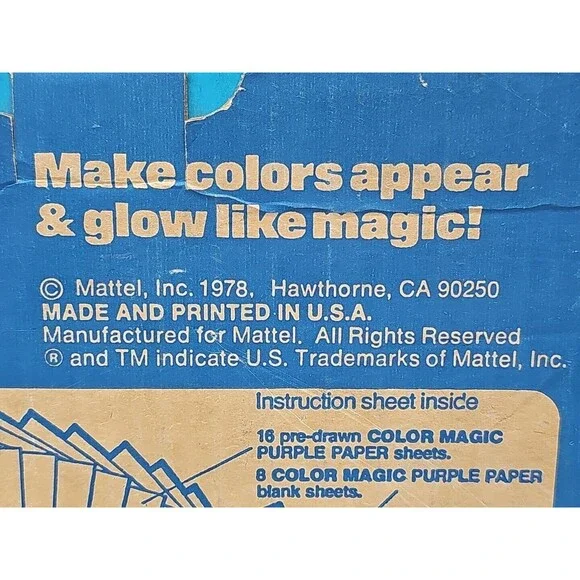 Make colors appear
& glow like magic!
© Mattel, Inc. 1978, Hawthorne, CA 90250
MADE AND PRINTED IN U.S.A.
Manufactured for Mattel. All Rights Reserved
® and TM indicate U.S. Trademarks of Mattel, Inc.
Instruction sheet inside
16 pre-drawn COLOR MAGIC
PURPLE PAPER sheets.
8 COLOR MAGIC PURPLE PAPER
blank sheets.